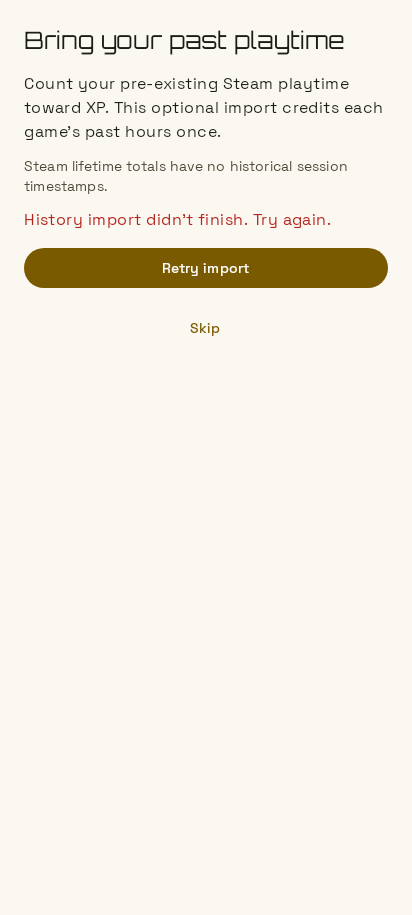 Bring your past playtime
Count your pre-existing Steam playtime
toward XP. This optional import credits each
game's past hours once.
Steam lifetime totals have no historical session
timestamps.
History import didn't finish. Try again.
Retry import
Skip